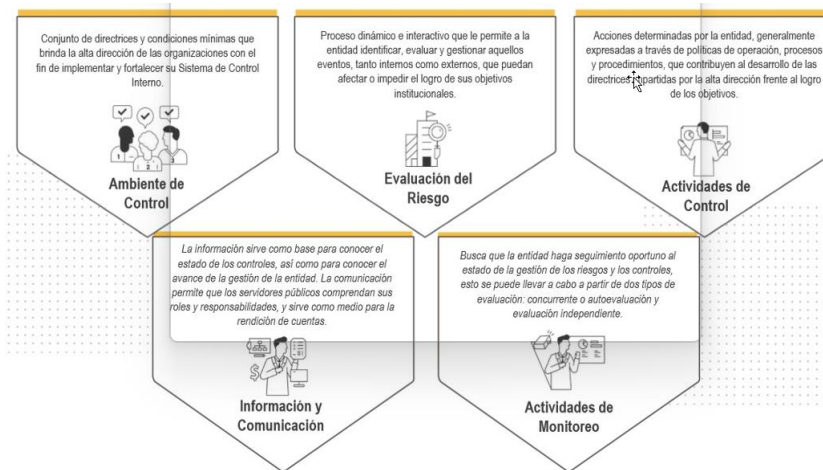 Conjunto de directrices y condiciones mínimas que
brinda la alta dirección de las organizaciones con el
fin de implementar y fortalecer su Sistema de Control
Interno.
1
2
3
Ambiente de
Control
Proceso dinámico e interactivo que le permite a la
entidad identificar, evaluar y gestionar aquellos
eventos, tanto internos como externos, que puedan
afectar o impedir el logro de sus objetivos
institucionales.
Evaluación del
Riesgo
Acciones determinadas por la entidad, generalmente
expresadas a través de políticas de operación, procesos
y procedimientos, que contribuyen al desarrollo de las
directrices impartidas por la alta dirección frente al logro
de los objetivos.
Actividades de
Control
La información sirve como base para conocer el
estado de los controles, así como para conocer el
avance de la gestión de la entidad. La comunicación
permite que los servidores públicos comprendan sus
roles y responsabilidades, y sirve como medio para la
rendición de cuentas.
$
Información y
Comunicación
Busca que la entidad haga seguimiento oportuno al
estado de la gestión de los riesgos y los controles,
esto se puede llevar a cabo a partir de dos tipos de
evaluación: concurrente o autoevaluación y
evaluación independiente.
Actividades de
Monitoreo